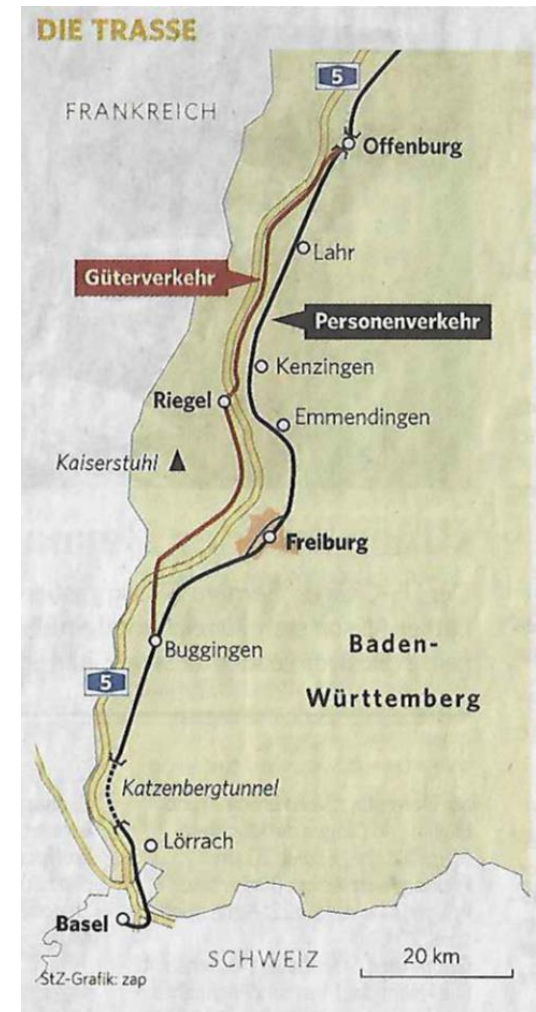 DIE TRASSE
5
FRANKREICH
Offenburg
Lahr
Güterverkehr
Personenverkehr
Kenzingen
Riegel
Emmendingen
Kaiserstuhl
Freiburg
Buggingen
Baden-
Württemberg
5
Katzenbergtunnel
Lörrach
Basel
SCHWEIZ
20 km
StZ-Grafik: zap